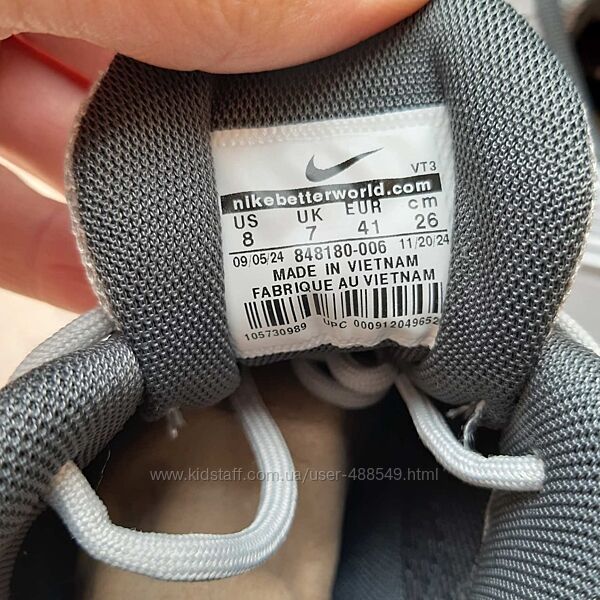 VT3
nikebetterworld.com
US UK EUR cm
8 7 41 26
09/05/24 848180-006 11/20/24
MADE IN VIETNAM
FABRIQUE AU VIETNAM
105730989 UPC 000912049652
www.kidstaff.com.ua/user-488549.html